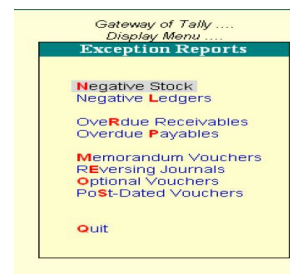 Gateway of Tally ....
Display Menu ....
Exception Reports
Negative Stock
Negative Ledgers
OveRdue Receivables
Overdue Payables
Memorandum Vouchers
REversing Journals
Optional Vouchers
PoSt-Dated Vouchers
Quit